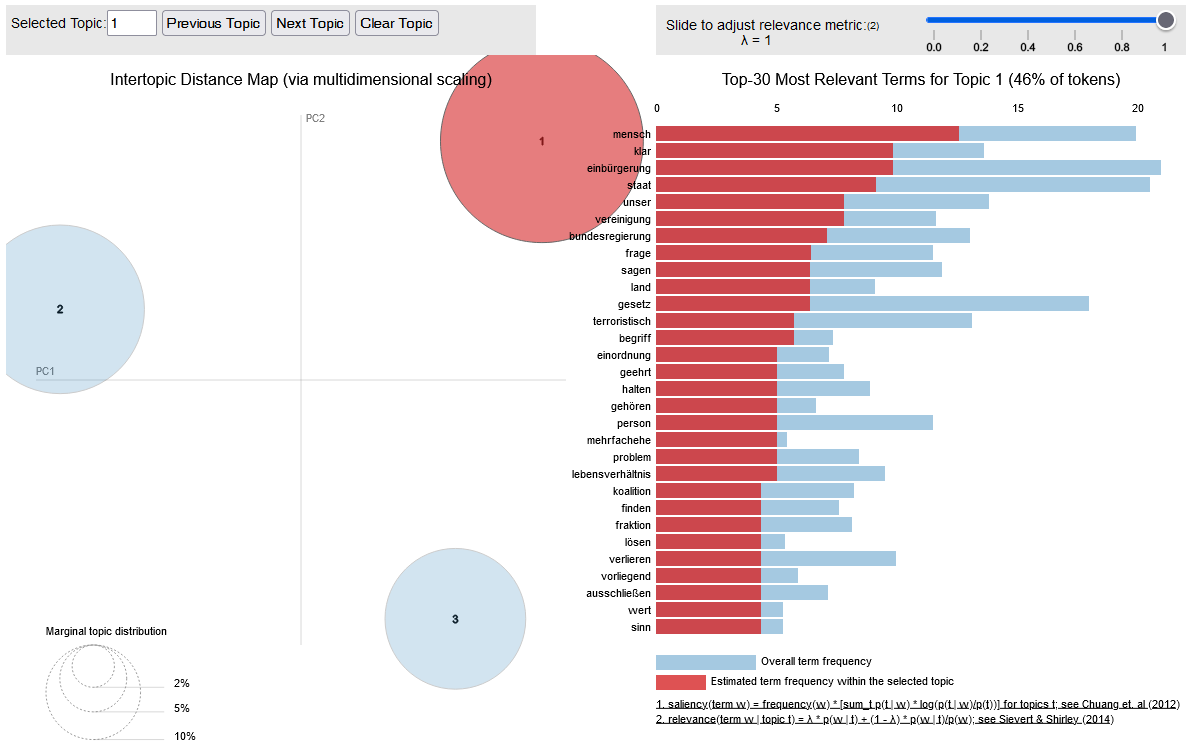 Selected Topic: 1 Previous Topic Next Topic Clear Topic
Slide to adjust relevance metric:(2)
λ = 1
0.0 0.2 0.4 0.6 0.8 1
Intertopic Distance Map (via multidimensional scaling)
PC2
PC1
1
2
3
Marginal topic distribution
2%
5%
10%
Top-30 Most Relevant Terms for Topic 1 (46% of tokens)
0 5 10 15 20
mensch
klar
einbürgerung
staat
unser
vereinigung
bundesregierung
frage
sagen
land
gesetz
terroristisch
begriff
einordnung
geehrt
halten
gehören
person
mehrfachehe
problem
lebensverhältnis
koalition
finden
fraktion
lösen
verlieren
vorliegend
ausschließen
wert
sinn
Overall term frequency
Estimated term frequency within the selected topic
1. saliency(term w) = frequency(w) * [sum_t p(t | w) * log(p(t | w)/p(t))] for topics t; see Chuang et. al (2012)
2. relevance(term w | topic t) = λ * p(w | t) + (1 - λ) * p(w | t)/p(w); see Sievert & Shirley (2014)